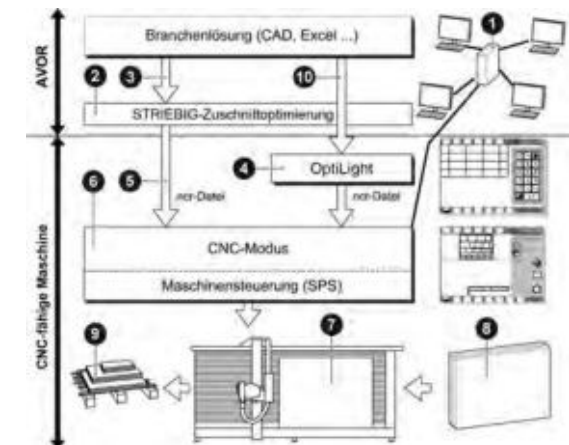 AVOR
Branchenlösung (CAD, Excel ...)
1
2
3
10
STRIEBIG-Zuschnittoptimierung
CNC-fähige Maschine
4
OptiLight
5
6
ncr-Datei
ncr-Datei
CNC-Modus
Maschinensteuerung (SPS)
9
7
8